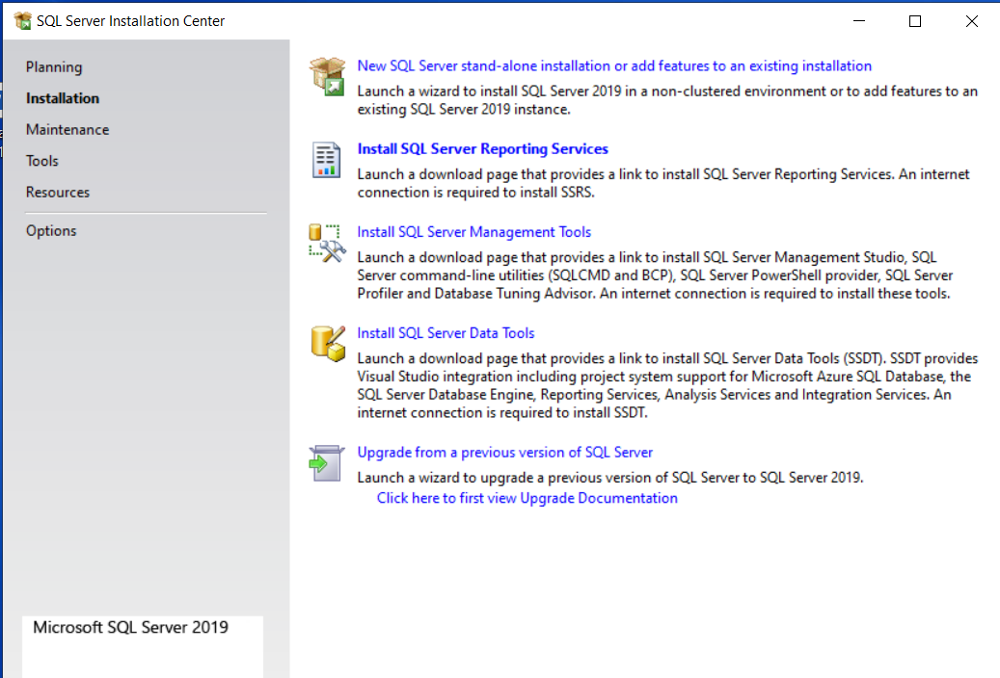 SQL Server Installation Center
Planning
Installation
Maintenance
Tools
Resources
Options
Microsoft SQL Server 2019
New SQL Server stand-alone installation or add features to an existing installation
Launch a wizard to install SQL Server 2019 in a non-clustered environment or to add features to an
existing SQL Server 2019 instance.
Install SQL Server Reporting Services
Launch a download page that provides a link to install SQL Server Reporting Services. An internet
connection is required to install SSRS.
Install SQL Server Management Tools
Launch a download page that provides a link to install SQL Server Management Studio, SQL
Server command-line utilities (SQLCMD and BCP), SQL Server PowerShell provider, SQL Server
Profiler and Database Tuning Advisor. An internet connection is required to install these tools.
Install SQL Server Data Tools
Launch a download page that provides a link to install SQL Server Data Tools (SSDT). SSDT provides
Visual Studio integration including project system support for Microsoft Azure SQL Database, the
SQL Server Database Engine, Reporting Services, Analysis Services and Integration Services. An
internet connection is required to install SSDT.
Upgrade from a previous version of SQL Server
Launch a wizard to upgrade a previous version of SQL Server to SQL Server 2019.
Click here to first view Upgrade Documentation